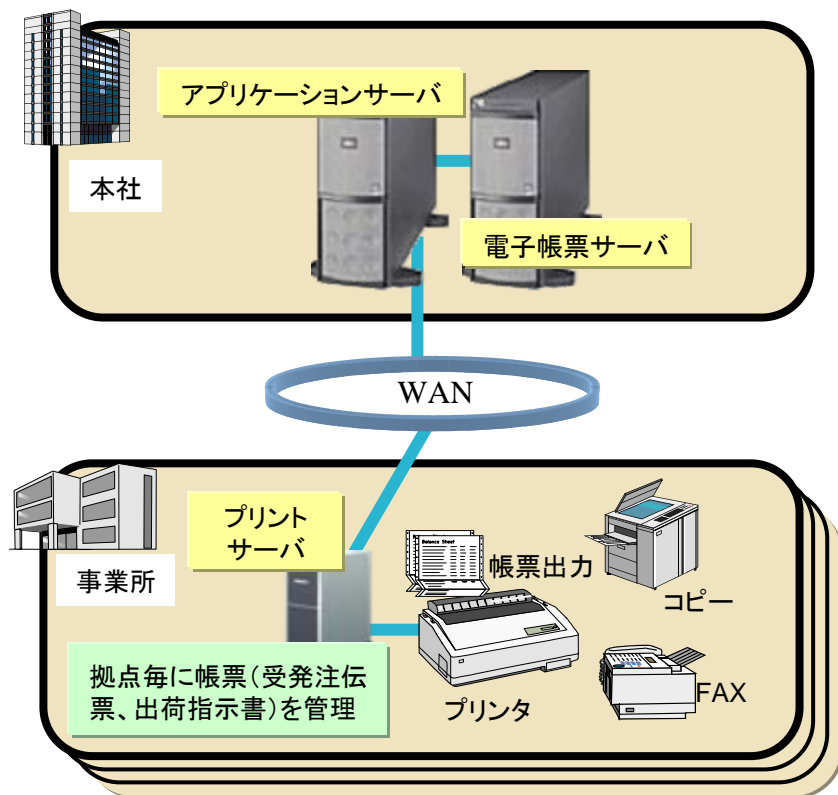 アプリケーションサーバ
本社
電子帳票サーバ
WAN
プリント
サーバ
Balance Sheet
帳票出力
コピー
事業所
拠点毎に帳票（受発注伝
票、出荷指示書）を管理
プリンタ
FAX